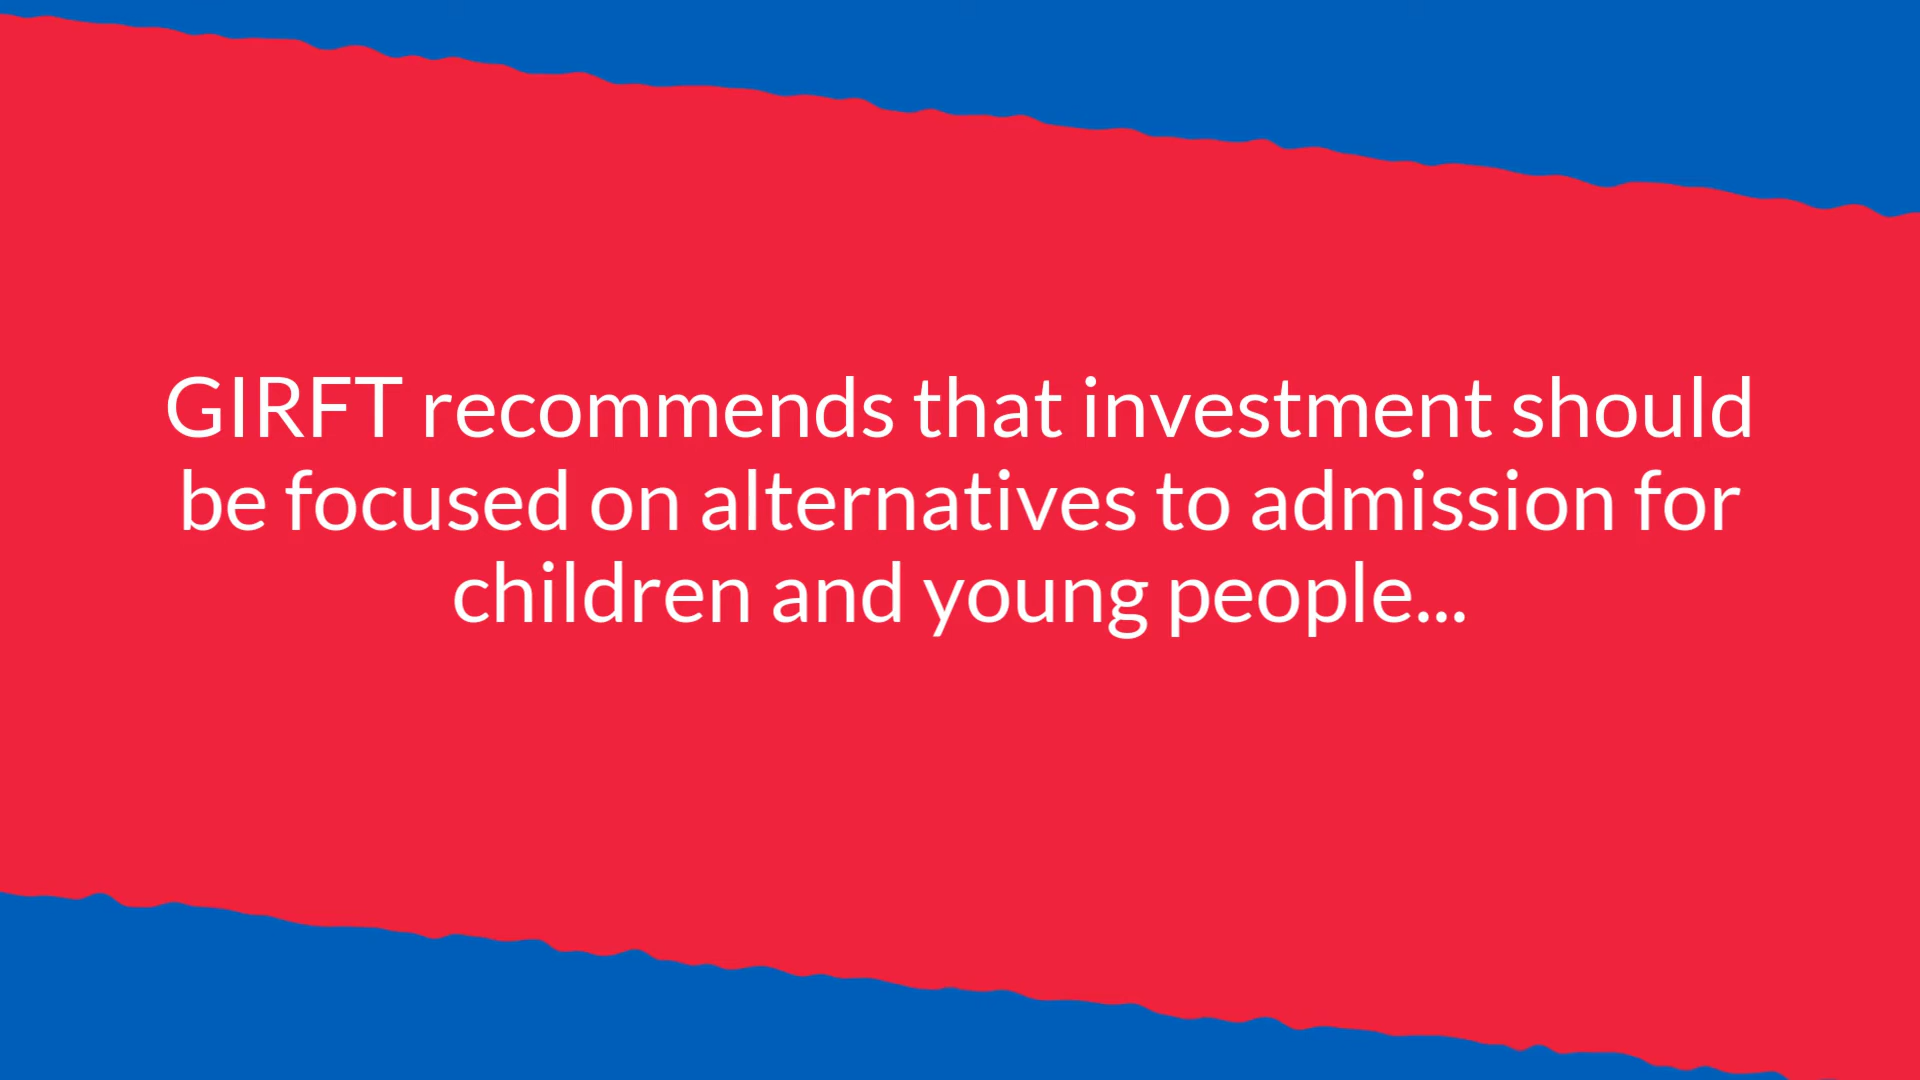 GIRFT recommends that investment should
be focused on alternatives to admission for
children and young people...